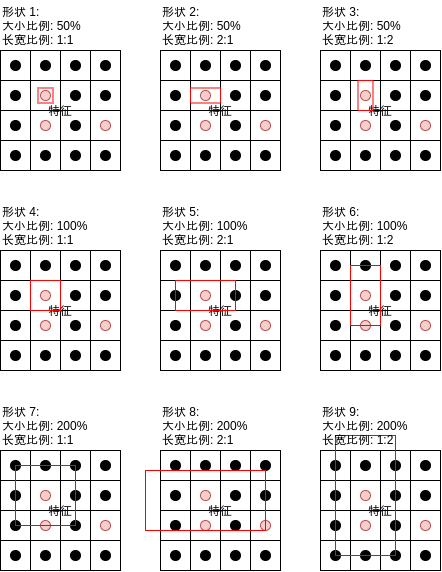 形状 1:
大小比例: 50%
长宽比例: 1:1
特征
形状 2:
大小比例: 50%
长宽比例: 2:1
特征
形状 3:
大小比例: 50%
长宽比例: 1:2
特征
形状 4:
大小比例: 100%
长宽比例: 1:1
特征
形状 5:
大小比例: 100%
长宽比例: 2:1
特征
形状 6:
大小比例: 100%
长宽比例: 1:2
特征
形状 7:
大小比例: 200%
长宽比例: 1:1
特征
形状 8:
大小比例: 200%
长宽比例: 2:1
特征
形状 9:
大小比例: 200%
长宽比例: 1:2
特征